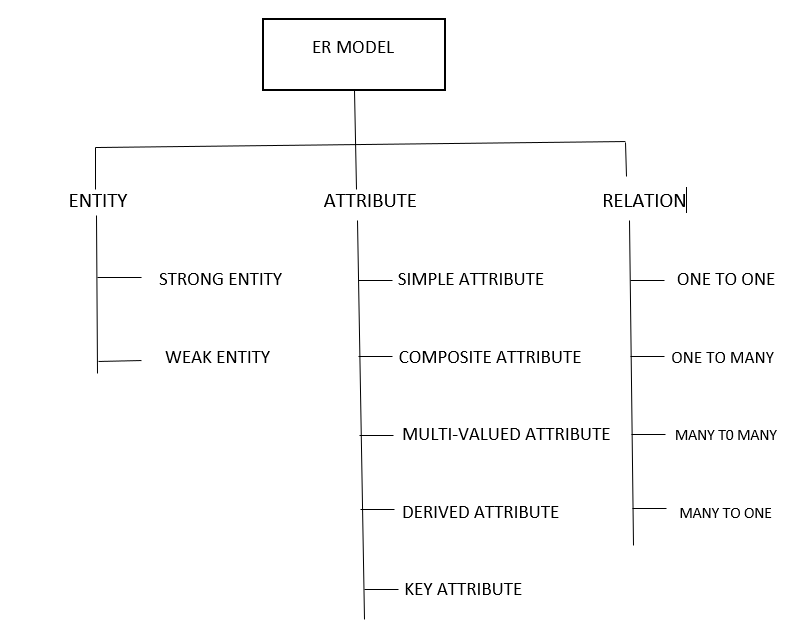 ER MODEL
ENTITY
ATTRIBUTE
RELATION
STRONG ENTITY
SIMPLE ATTRIBUTE
ONE TO ONE
WEAK ENTITY
COMPOSITE ATTRIBUTE
ONE TO MANY
MULTI-VALUED ATTRIBUTE
MANY T0 MANY
DERIVED ATTRIBUTE
MANY TO ONE
KEY ATTRIBUTE